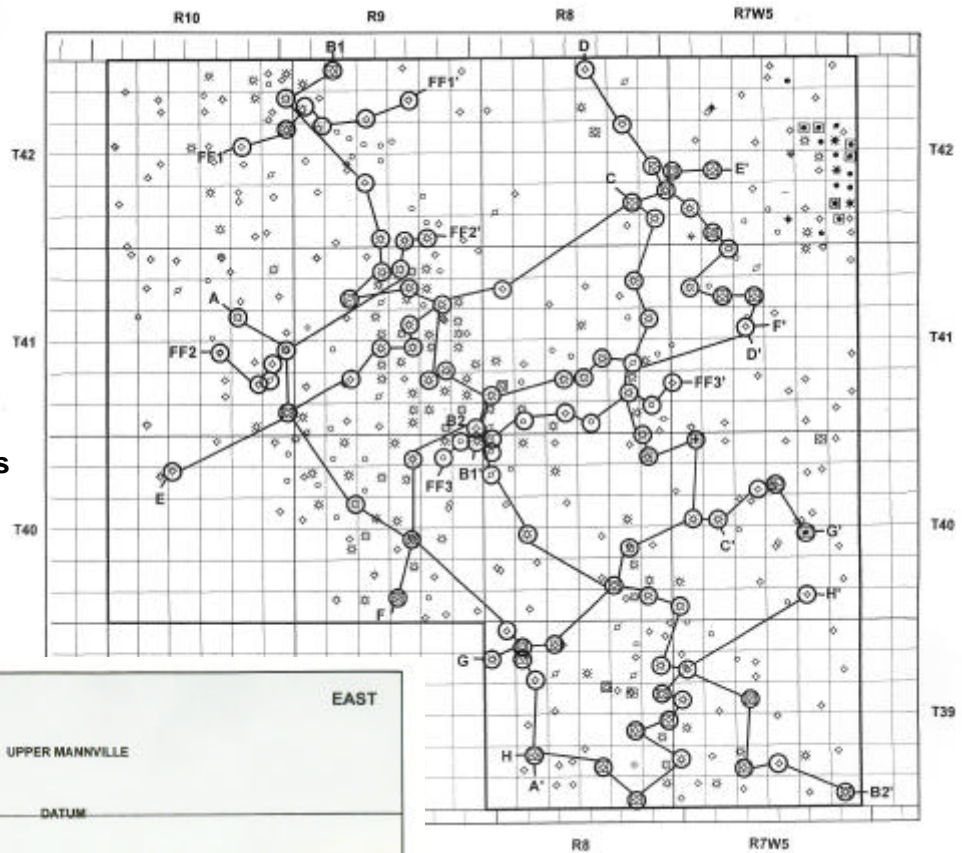 R10 R9 R8 R7W5
B1 D
FF1'
T42 FF1 E' T42
C
FF2'
A
T41 FF2 F' T41
D'
FF3'
B2
s
FF3 B1'
E
T40 C' G' T40
F H'
G
EAST
UPPER MANNVILLE T39
H
DATUM A' B2'
R8 R7W5